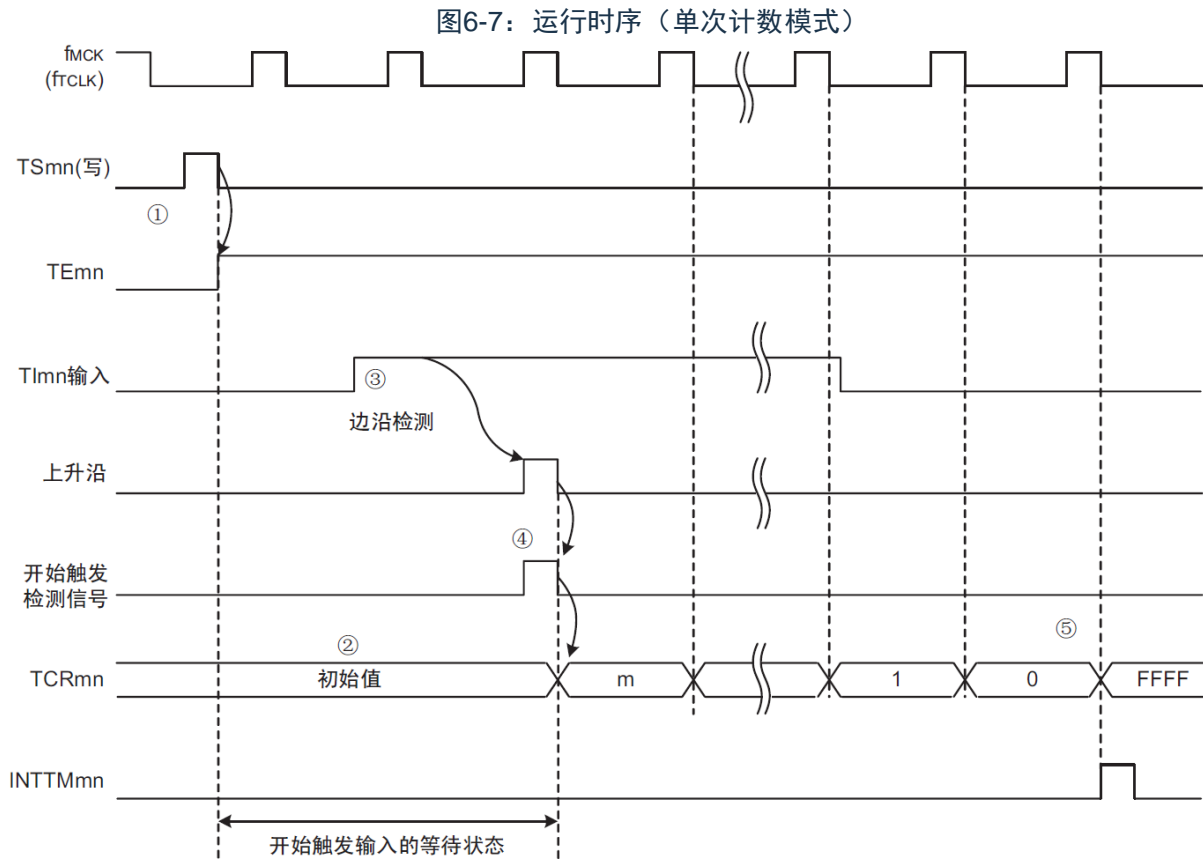 图6-7：运行时序（单次计数模式）
fMCK
(fTCLK)
TSmn(写)
①
TEmn
TImn输入
③
边沿检测
上升沿
④
开始触发
检测信号
②
⑤
TCRmn
初始值
m
1
0
FFFF
INTTMmn
开始触发输入的等待状态